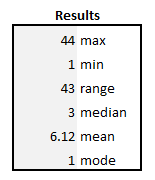 Results
44 max
1 min
43 range
3 median
6.12 mean
1 mode